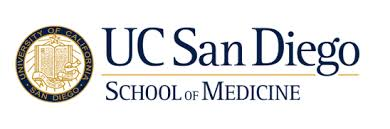 UNIVERSITY OF CALIFORNIA
SAN DIEGO
UC San Diego
SCHOOL OF MEDICINE